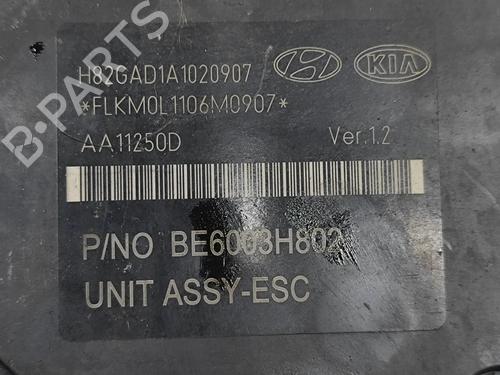 H82GAD1A1020907
KIA
*FLKM0L1106M0907*
AA11250D Ver.1.2
P/NO BE6003H802
UNIT ASSY-ESC
B-PARTS